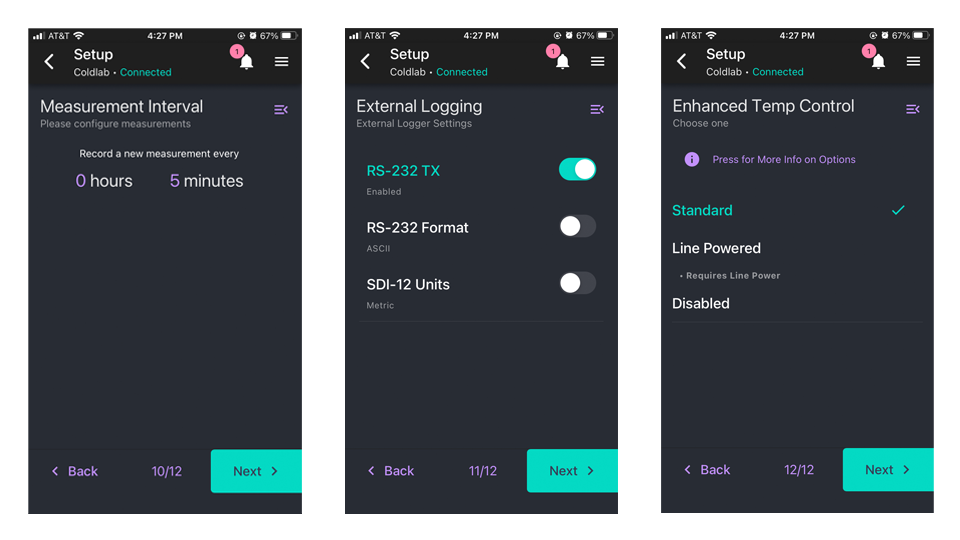 AT&T 4:27 PM 67%
Setup
1
Coldlab • Connected
Measurement Interval
Please configure measurements
Record a new measurement every
0 hours 5 minutes
Back 10/12 Next
AT&T 4:27 PM 67%
Setup
1
Coldlab • Connected
External Logging
External Logger Settings
RS-232 TX
Enabled
RS-232 Format
ASCII
SDI-12 Units
Metric
Back 11/12 Next
AT&T 4:27 PM 67%
Setup
1
Coldlab • Connected
Enhanced Temp Control
Choose one
Press for More Info on Options
Standard
Line Powered
• Requires Line Power
Disabled
Back 12/12 Next